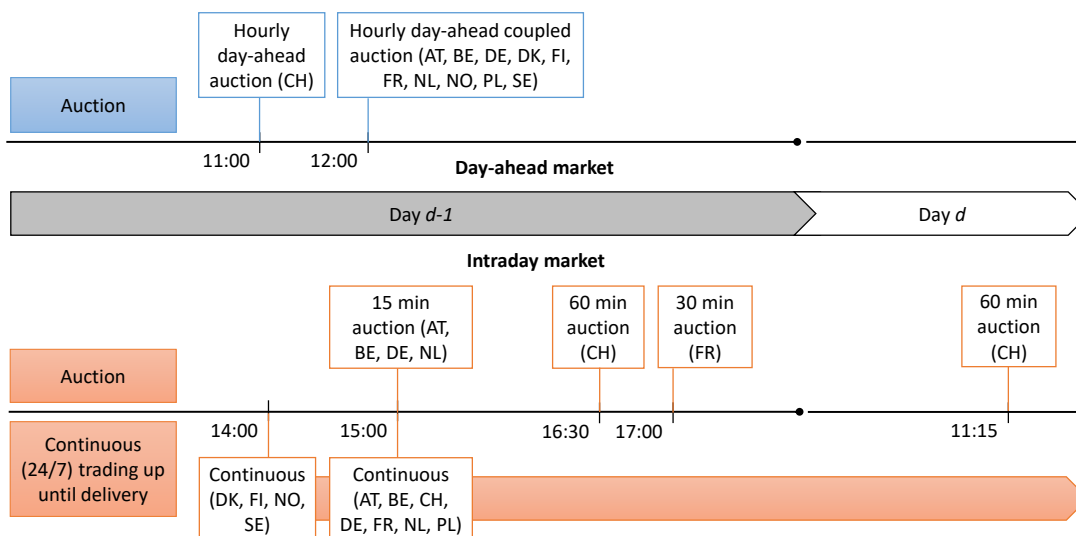 Hourly
day-ahead
auction (CH)
Hourly day-ahead coupled
auction (AT, BE, DE, DK, FI,
FR, NL, NO, PL, SE)
Auction
11:00
12:00
Day-ahead market
Day d-1
Day d
Intraday market
15 min
auction (AT,
BE, DE, NL)
60 min
auction
(CH)
30 min
auction
(FR)
60 min
auction
(CH)
Auction
14:00
15:00
16:30
17:00
11:15
Continuous
(24/7) trading up
until delivery
Continuous
(DK, FI, NO,
SE)
Continuous
(AT, BE, CH,
DE, FR, NL, PL)